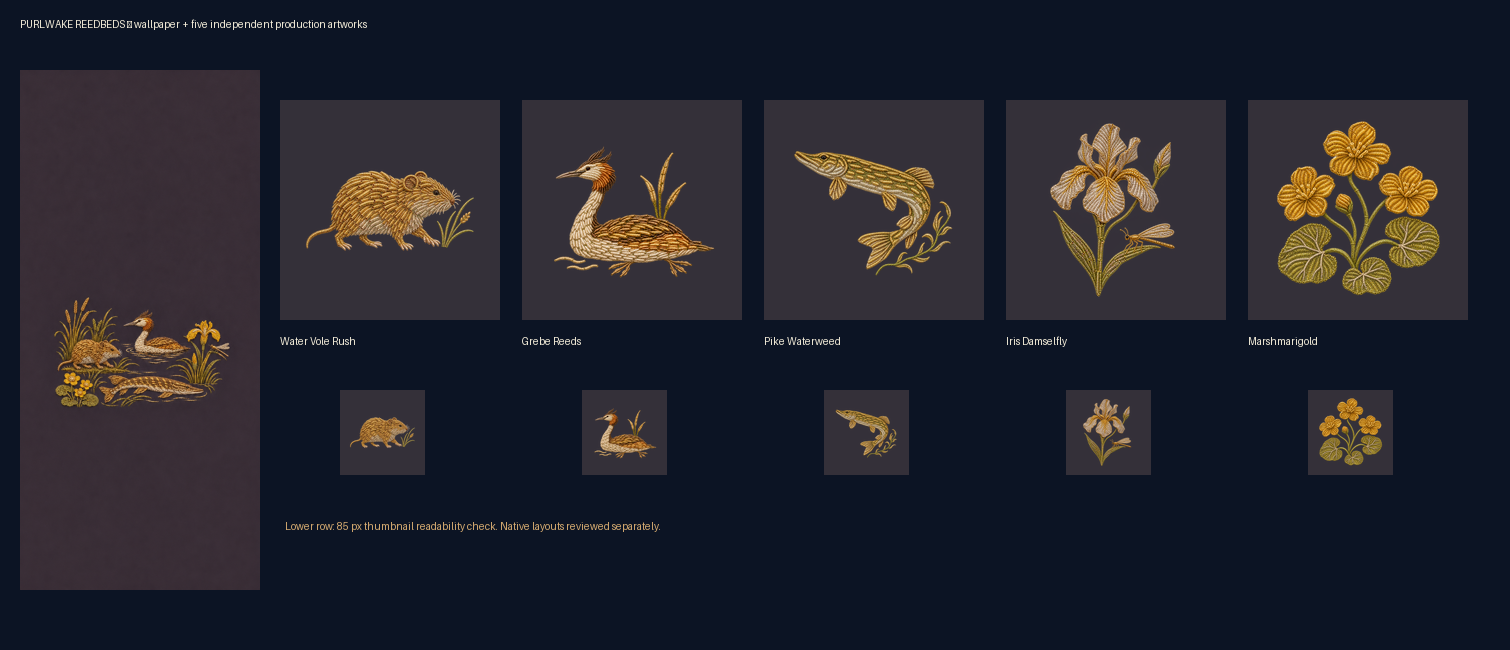 PURLWAKE REEDBEDS □ wallpaper + five independent production artworks
Water Vole Rush
Grebe Reeds
Pike Waterweed
Iris Damselfly
Marshmarigold
Lower row: 85 px thumbnail readability check. Native layouts reviewed separately.